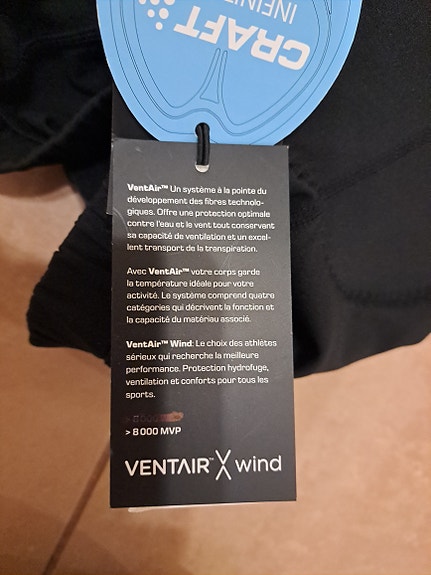 CRAFT
VentAir™ Un système à la pointe du
développement des fibres technolo-
giques. Offre une protection optimale
contre l'eau et le vent tout conservant
sa capacité de ventilation et un excel-
lent transport de la transpiration.
Avec VentAir™ votre corps garde
la température idéale pour votre
activité. Le système comprend quatre
catégories qui décrivent la fonction et
la capacité du matériau associé.
VentAir™ Wind: Le choix des athlètes
sérieux qui recherche la meilleure
performance. Protection hydrofuge,
ventilation et conforts pour tous les
sports.
> 8 000 MVP
VENTAIR™ X wind